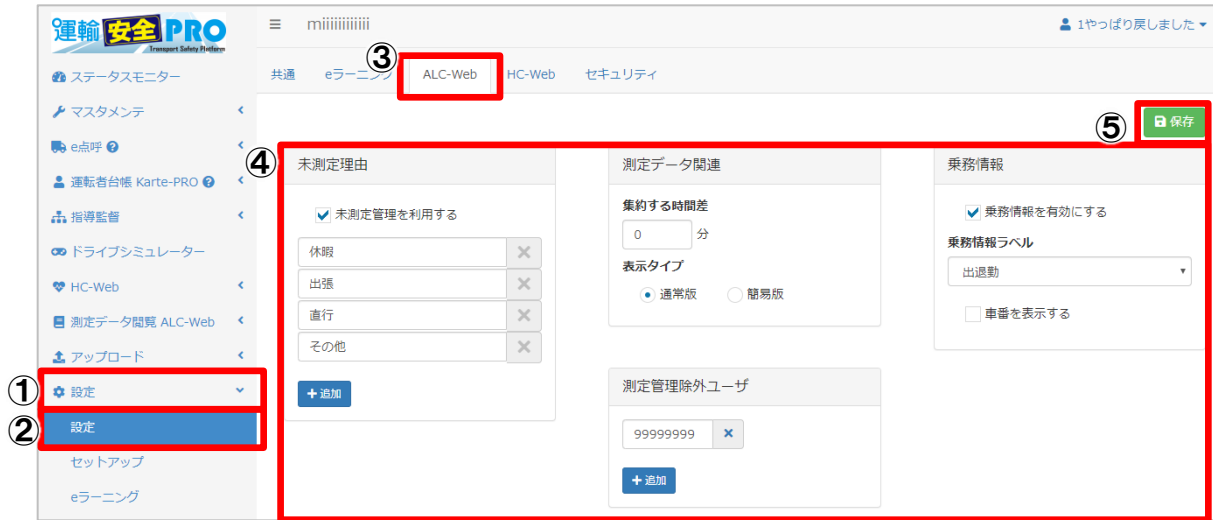 運輸安全PRO
Transport Safety Platform
miiiiiiiiiiii
1やっぱり戻しました
ステータスモニター
マスタメンテ
e点呼
運転者台帳 Karte-PRO
指導監督
ドライブシミュレーター
HC-Web
測定データ閲覧 ALC-Web
アップロード
① 設定
② 設定
セットアップ
eラーニング
③
共通 eラーニング ALC-Web HC-Web セキュリティ
⑤ 保存
④
未測定理由
未測定管理を利用する
休暇
出張
直行
その他
追加
測定データ関連
集約する時間差
0 分
表示タイプ
通常版 簡易版
測定管理除外ユーザ
99999999
追加
乗務情報
乗務情報を有効にする
乗務情報ラベル
出退勤
車番を表示する